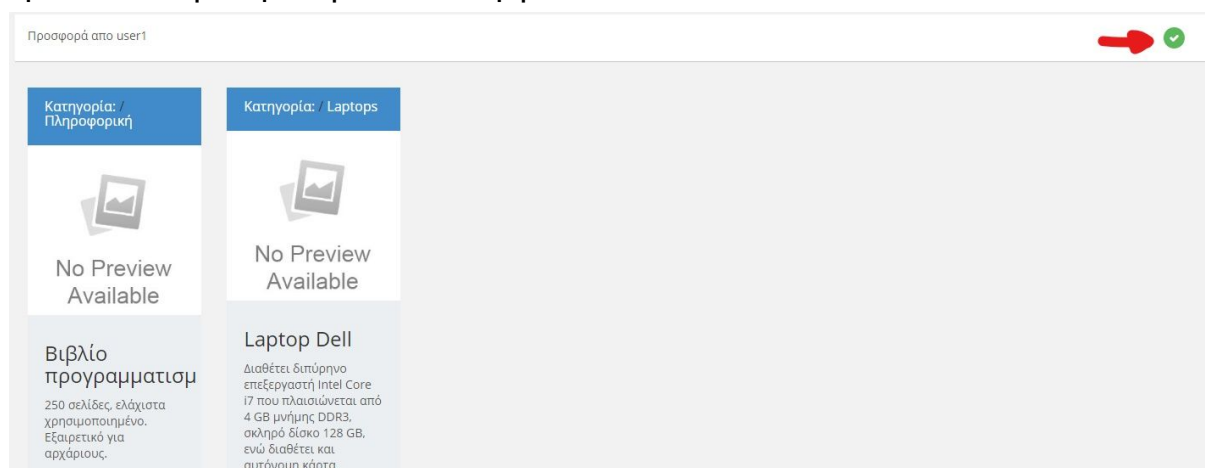 Προσφορά απο user1
Κατηγορία: /
Πληροφορική
No Preview
Available
Βιβλίο
προγραμματισμ
250 σελίδες, ελάχιστα
χρησιμοποιημένο.
Εξαιρετικό για
αρχάριους.
Κατηγορία: / Laptops
No Preview
Available
Laptop Dell
Διαθέτει διπύρηνο
επεξεργαστή Intel Core
i7 που πλαισιώνεται από
4 GB μνήμης DDR3,
σκληρό δίσκο 128 GB,
ενώ διαθέτει και
αυτόνομη κάρτα